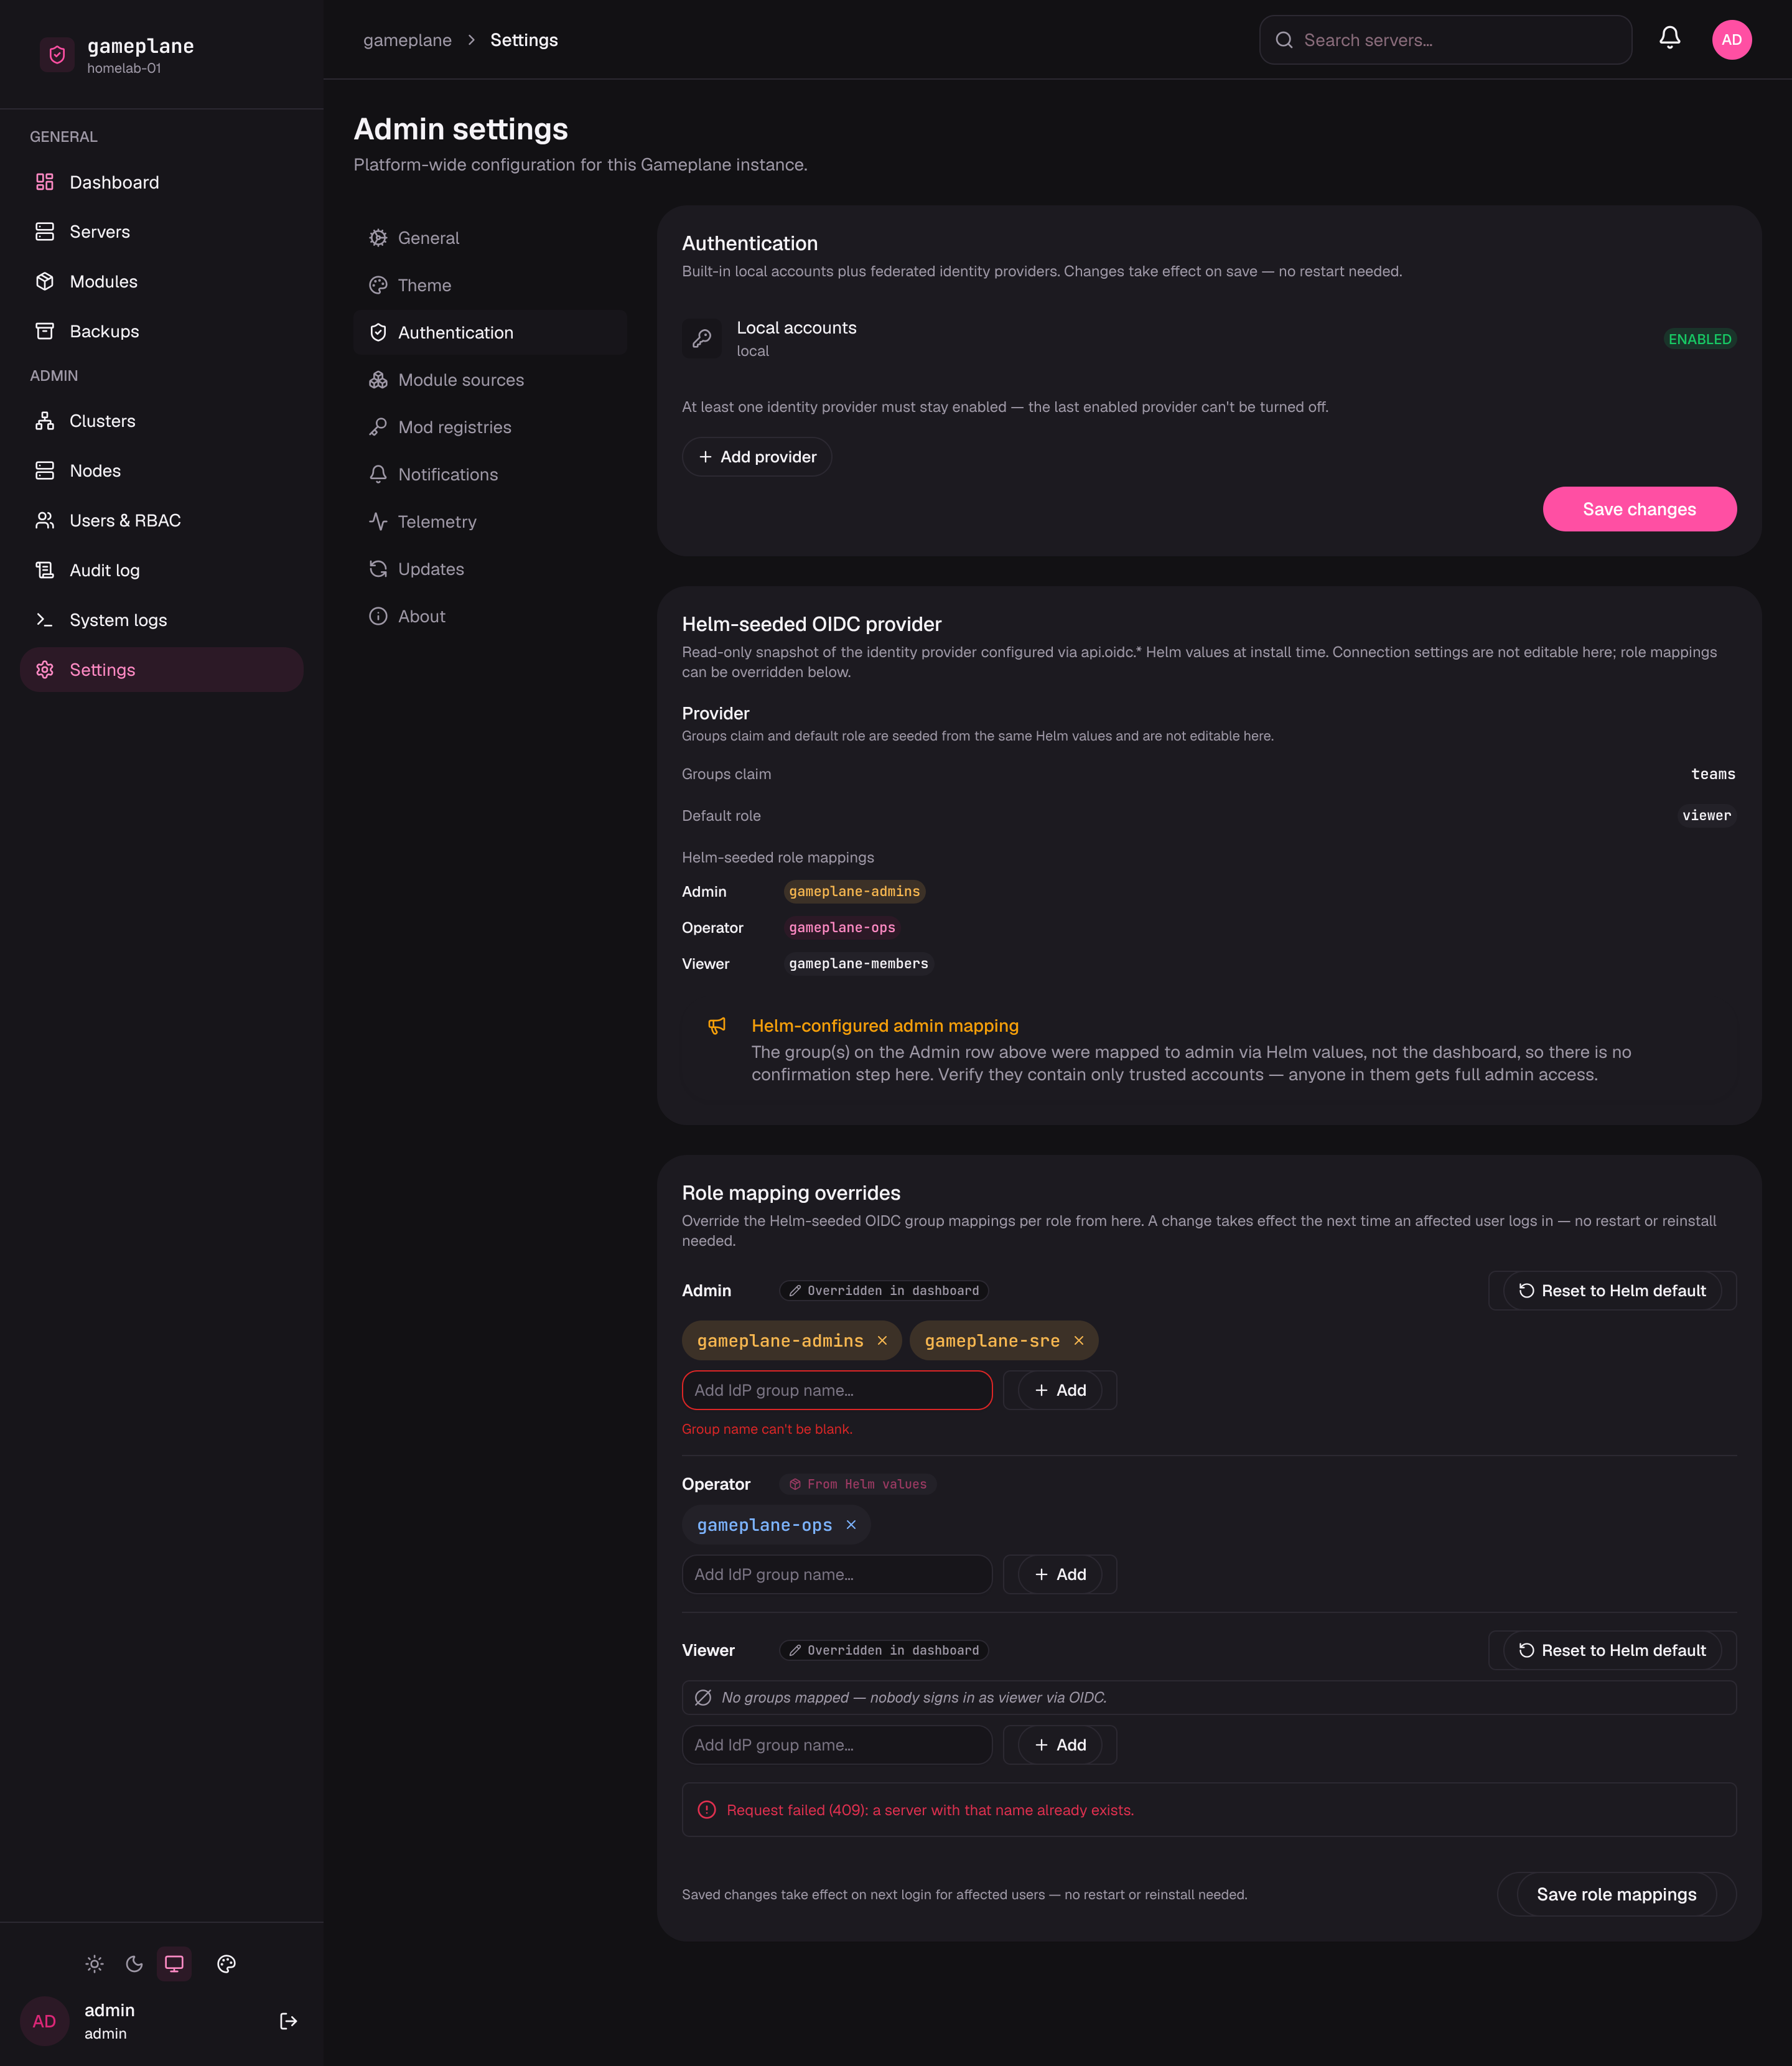 gameplane
homelab-01
GENERAL
Dashboard
Servers
Modules
Backups
ADMIN
Clusters
Nodes
Users & RBAC
Audit log
System logs
Settings
AD
admin
admin
gameplane
Settings
Search servers...
AD
Admin settings
Platform-wide configuration for this Gameplane instance.
General
Theme
Authentication
Module sources
Mod registries
Notifications
Telemetry
Updates
About
Authentication
Built-in local accounts plus federated identity providers. Changes take effect on save — no restart needed.
Local accounts
local
ENABLED
At least one identity provider must stay enabled — the last enabled provider can't be turned off.
Add provider
Save changes
Helm-seeded OIDC provider
Read-only snapshot of the identity provider configured via api.oidc.* Helm values at install time. Connection settings are not editable here; role mappings
can be overridden below.
Provider
Groups claim and default role are seeded from the same Helm values and are not editable here.
Groups claim
teams
Default role
viewer
Helm-seeded role mappings
Admin
gameplane-admins
Operator
gameplane-ops
Viewer
gameplane-members
Helm-configured admin mapping
The group(s) on the Admin row above were mapped to admin via Helm values, not the dashboard, so there is no
confirmation step here. Verify they contain only trusted accounts — anyone in them gets full admin access.
Role mapping overrides
Override the Helm-seeded OIDC group mappings per role from here. A change takes effect the next time an affected user logs in — no restart or reinstall
needed.
Admin
Overridden in dashboard
Reset to Helm default
gameplane-admins
gameplane-sre
Add IdP group name...
Add
Group name can't be blank.
Operator
From Helm values
gameplane-ops
Add IdP group name...
Add
Viewer
Overridden in dashboard
Reset to Helm default
No groups mapped — nobody signs in as viewer via OIDC.
Add IdP group name...
Add
Request failed (409): a server with that name already exists.
Saved changes take effect on next login for affected users — no restart or reinstall needed.
Save role mappings